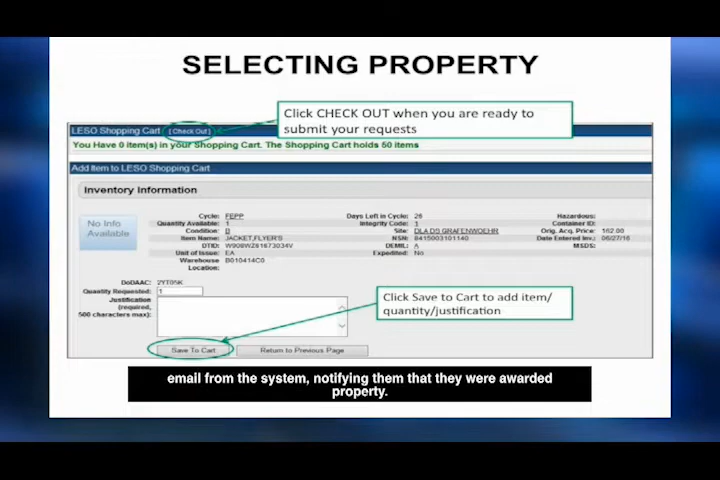 SELECTING PROPERTY
Click CHECK OUT when you are ready to
submit your requests
LESO Shopping Cart [ Check Out ]
You Have 0 item(s) in your Shopping Cart. The Shopping Cart holds 50 items
Add Item to LESO Shopping Cart
Inventory Information
No Info
Available
Cycle: FEPP Days Left in Cycle: 26 Hazardous:
Quantity Available: 1 Integrity Code: 1 Container ID:
Condition: D Site: DLA DS GRAFENWOEHR Orig. Acq. Price: 162.00
Item Name: JACKET,FLYER'S NSN: 8415003101140 Date Entered Inv.: 06/27/16
DTID: DEMIL: A MSDS:
Unit of Issue: EA Expedited: No
Warehouse B010414C0
Location:
DoDAAC: 2YT05K
Quantity Requested: 1
Justification
(required,
500 characters max):
Click Save to Cart to add item/
quantity/justification
Save To Cart Return to Previous Page
email from the system, notifying them that they were awarded
property.